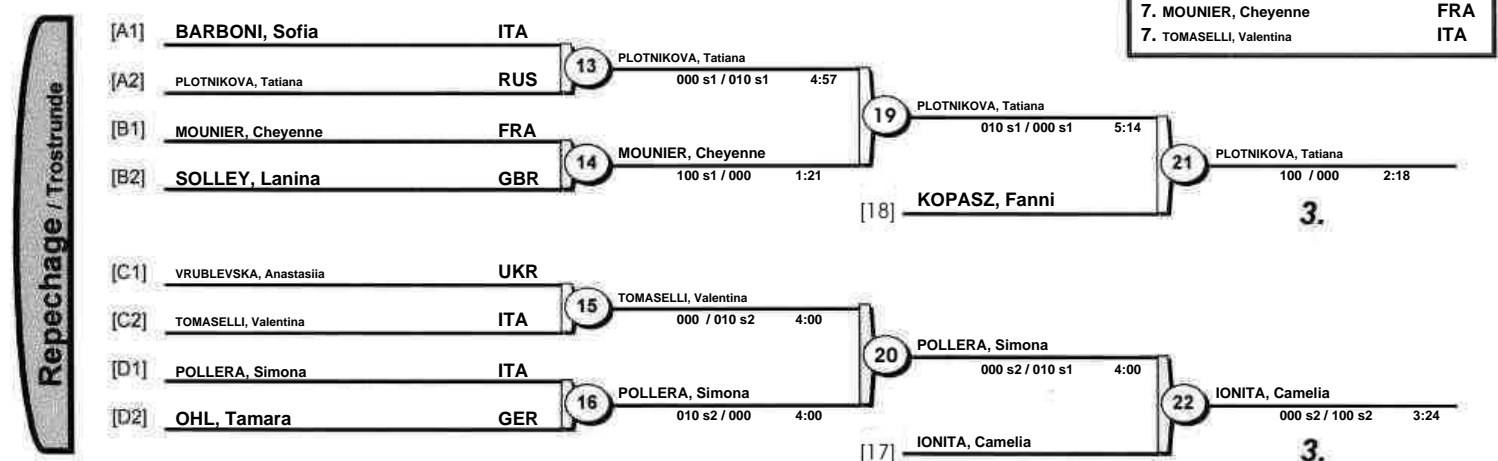 7. MOUNIER, Cheyenne FRA
7. TOMASELLI, Valentina ITA
Repechage / Trostrunde
[A1] BARBONI, Sofia ITA
13 PLOTNIKOVA, Tatiana
000 s1 / 010 s1 4:57
[A2] PLOTNIKOVA, Tatiana RUS
19 PLOTNIKOVA, Tatiana
010 s1 / 000 s1 5:14
[B1] MOUNIER, Cheyenne FRA
14 MOUNIER, Cheyenne
100 s1 / 000 1:21
21 PLOTNIKOVA, Tatiana
100 / 000 2:18
[B2] SOLLEY, Lanina GBR
[18] KOPASZ, Fanni
3.
[C1] VRUBLEVSKA, Anastasiia UKR
15 TOMASELLI, Valentina
000 / 010 s2 4:00
[C2] TOMASELLI, Valentina ITA
20 POLLERA, Simona
000 s2 / 010 s1 4:00
[D1] POLLERA, Simona ITA
16 POLLERA, Simona
010 s2 / 000 4:00
22 IONITA, Camelia
000 s2 / 100 s2 3:24
[D2] OHL, Tamara GER
[17] IONITA, Camelia
3.